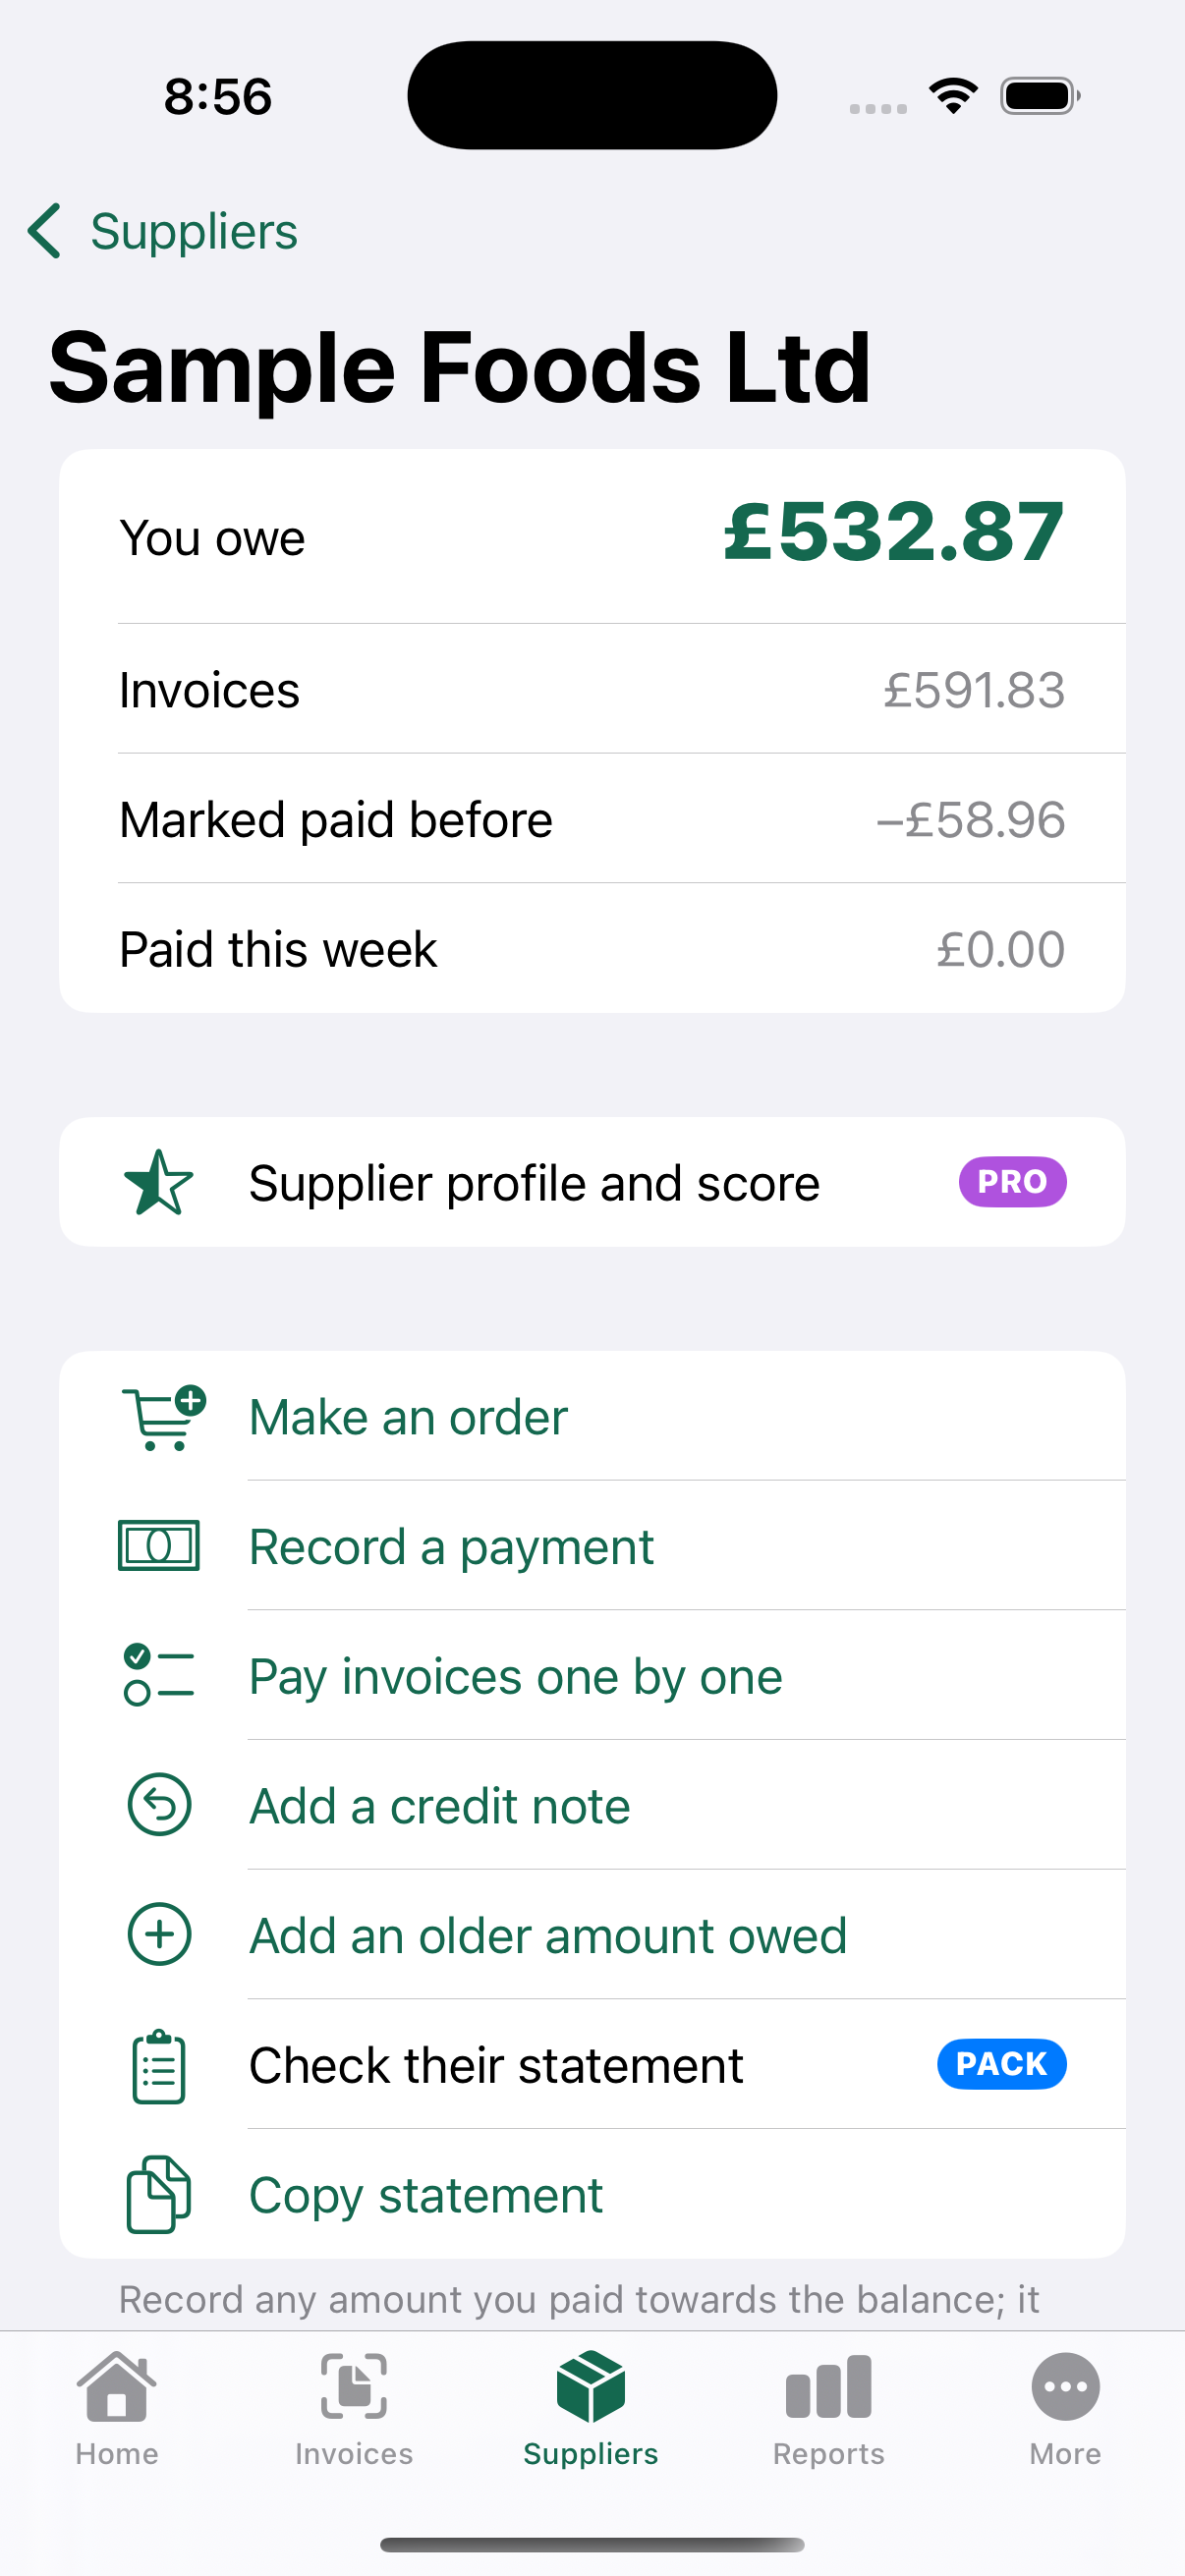 8:56
Suppliers
Sample Foods Ltd
You owe £532.87
Invoices £591.83
Marked paid before –£58.96
Paid this week £0.00
Supplier profile and score PRO
Make an order
Record a payment
Pay invoices one by one
Add a credit note
Add an older amount owed
Check their statement PACK
Copy statement
Record any amount you paid towards the balance; it
Home Invoices Suppliers Reports More